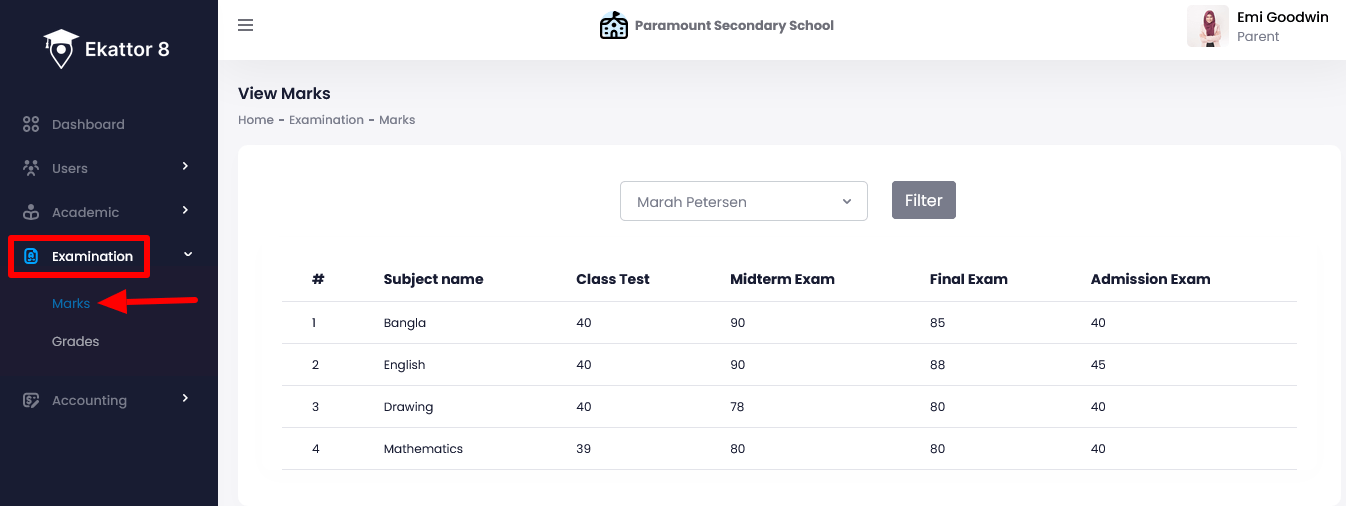 Ekattor 8
Dashboard
Users
Academic
Examination
Marks
Grades
Accounting
Paramount Secondary School
Emi Goodwin
Parent
View Marks
Home - Examination - Marks
Marah Petersen
Filter
# Subject name Class Test Midterm Exam Final Exam Admission Exam
1 Bangla 40 90 85 40
2 English 40 90 88 45
3 Drawing 40 78 80 40
4 Mathematics 39 80 80 40